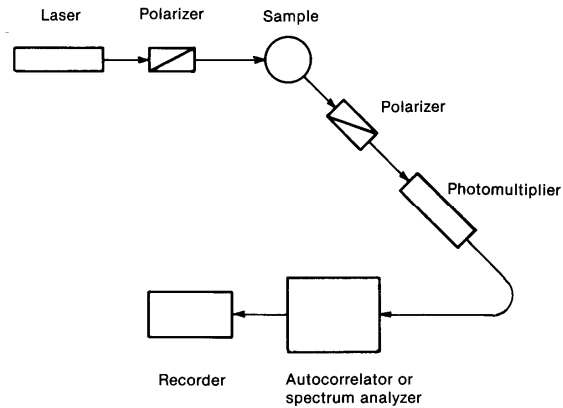 Laser
Polarizer
Sample
Polarizer
Photomultiplier
Recorder
Autocorrelator or
spectrum analyzer